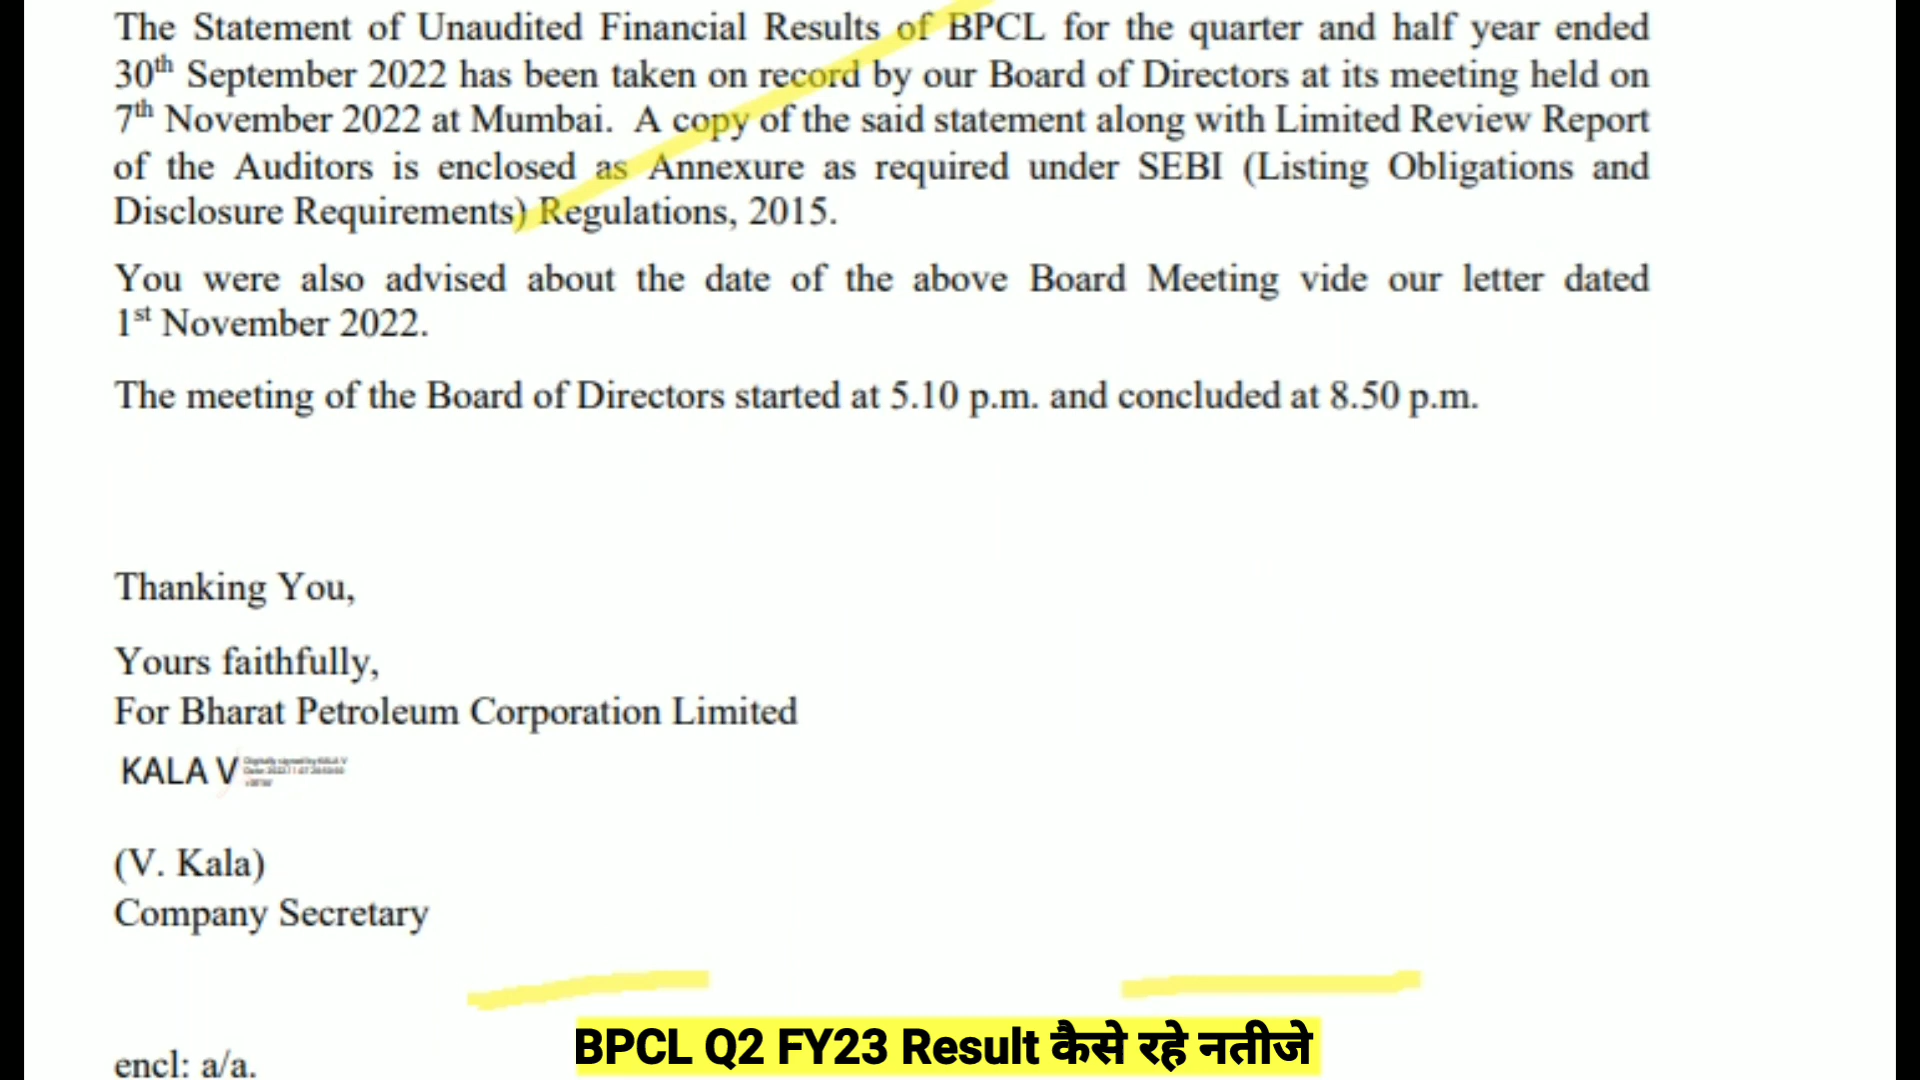 The Statement of Unaudited Financial Results of BPCL for the quarter and half year ended
30th September 2022 has been taken on record by our Board of Directors at its meeting held on
7th November 2022 at Mumbai. A copy of the said statement along with Limited Review Report
of the Auditors is enclosed as Annexure as required under SEBI (Listing Obligations and
Disclosure Requirements) Regulations, 2015.
You were also advised about the date of the above Board Meeting vide our letter dated
1st November 2022.
The meeting of the Board of Directors started at 5.10 p.m. and concluded at 8.50 p.m.
Thanking You,
Yours faithfully,
For Bharat Petroleum Corporation Limited
KALA V
Digitally signed by KALA V
(V. Kala)
Company Secretary
encl: a/a.
BPCL Q2 FY23 Result कैसे रहे नतीजे